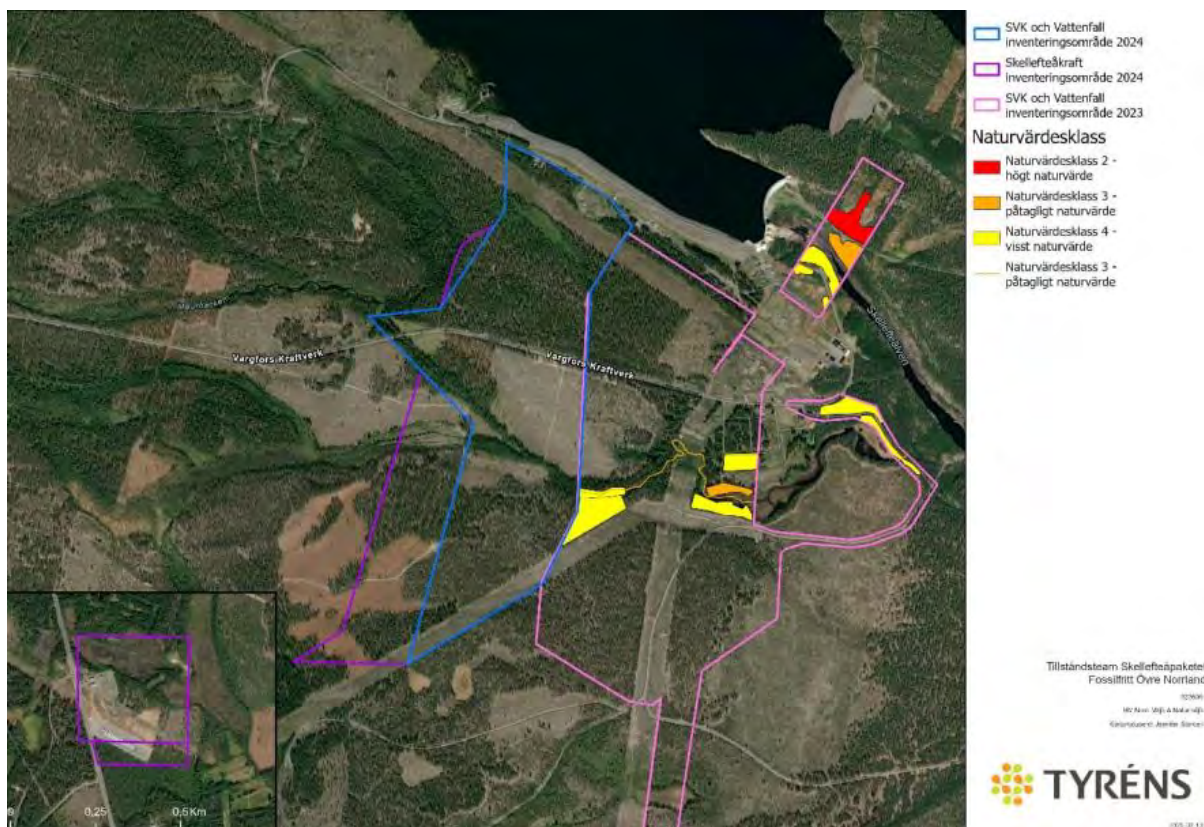 SVK och Vattenfall
inventeringsområde 2024
Skellefteåkraft
inventeringsområde 2024
SVK och Vattenfall
inventeringsområde 2023
Naturvärdesklass
Naturvärdesklass 2 -
högt naturvärde
Naturvärdesklass 3 -
påtagligt naturvärde
Naturvärdesklass 4 -
visst naturvärde
Naturvärdesklass 3 -
påtagligt naturvärde
Vargfors Kraftverk
Vargfors Kraftverk
Skellefteälven
0,25
0,5 Km
Tillståndsteam Skellefteåpaketet
Fossilfritt Övre Norrland
TYRÉNS